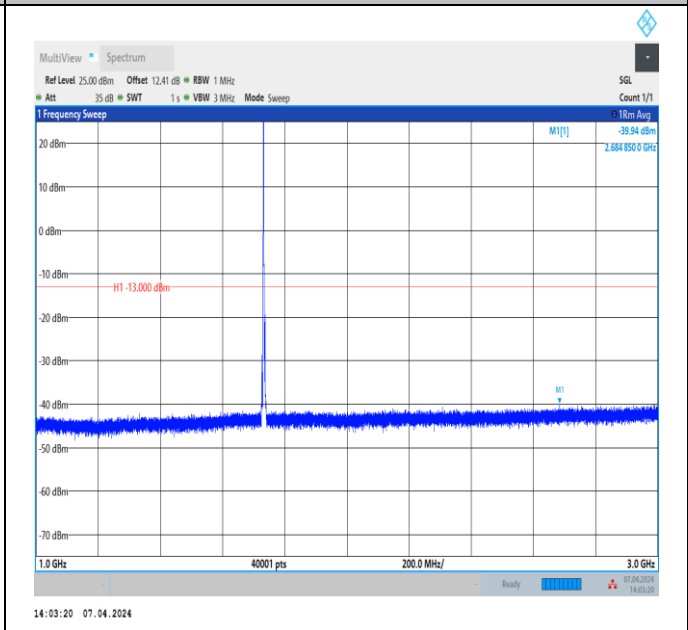 MultiView Spectrum
Ref Level 25.00 dBm Offset 12.41 dB RBW 1 MHz SGL
Att 35 dB SWT 1 s VBW 3 MHz Mode Sweep Count 1/1
1 Frequency Sweep 1Rm Avg
M1[1] -39.94 dBm
2.684 850 0 GHz
20 dBm
10 dBm
0 dBm
-10 dBm
H1 -13.000 dBm
-20 dBm
-30 dBm
M1
-40 dBm
-50 dBm
-60 dBm
-70 dBm
1.0 GHz 40001 pts 200.0 MHz/ 3.0 GHz
Ready 07.04.2024
14:03:20
14:03:20 07.04.2024